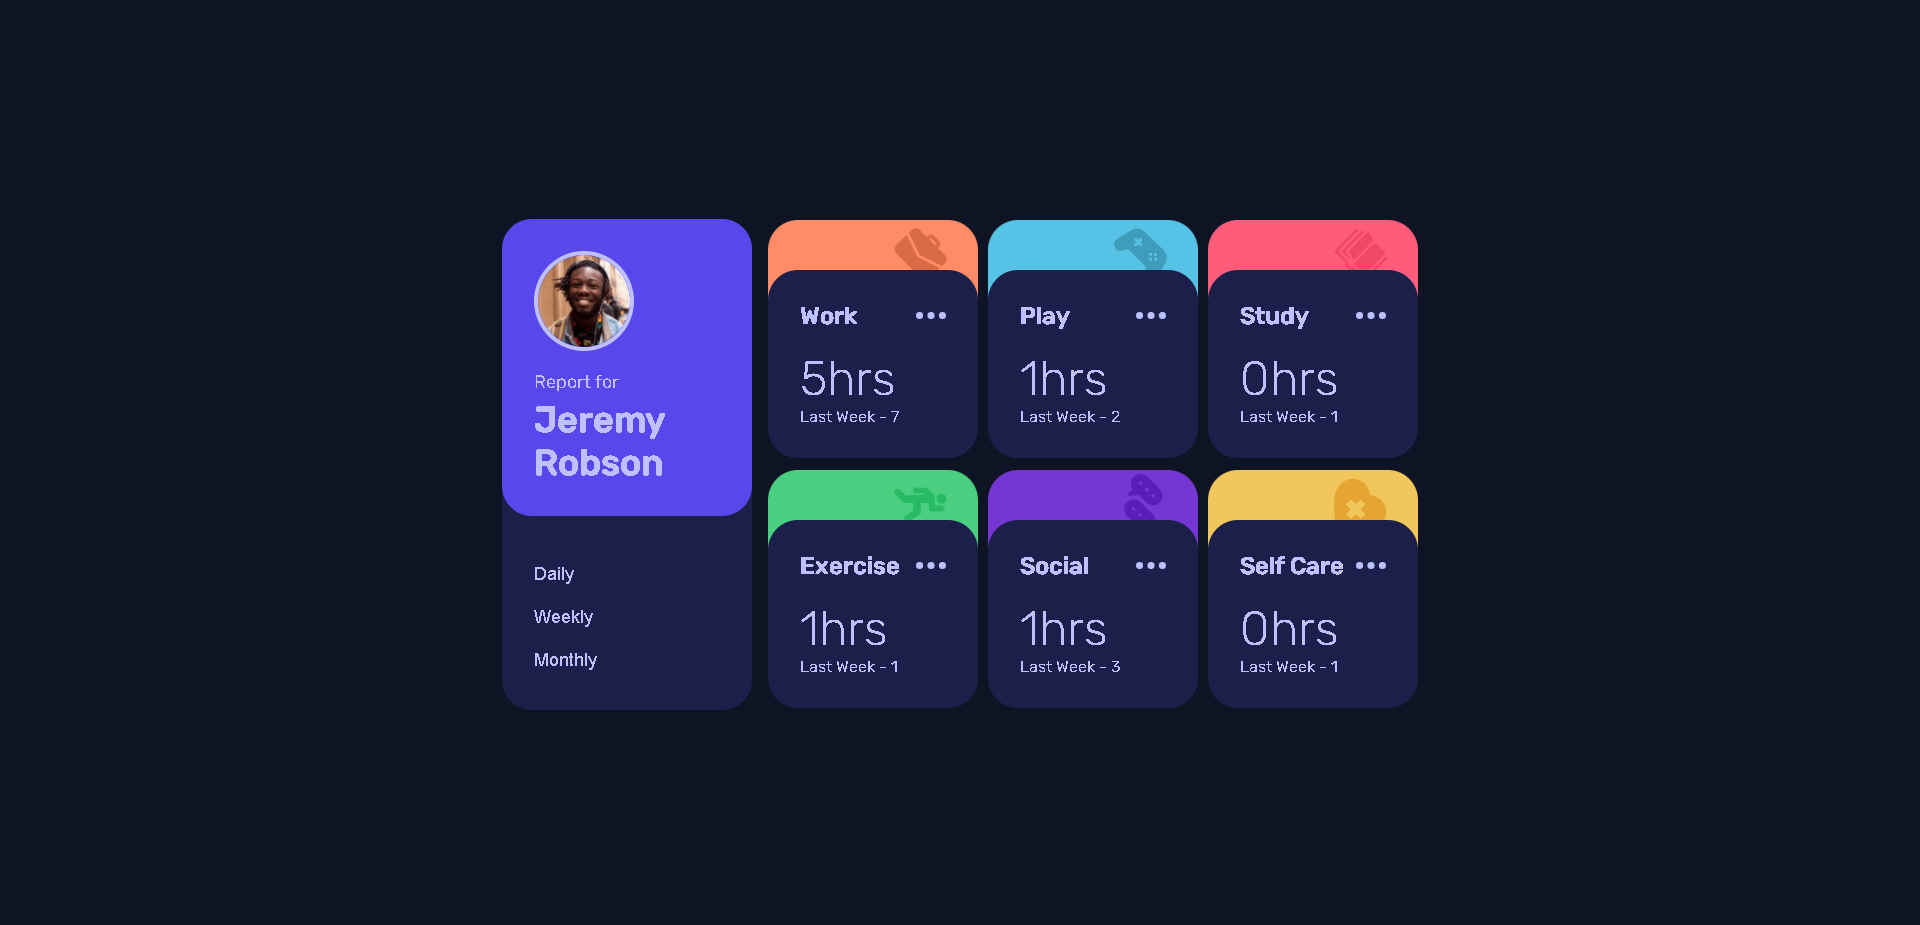 Report for
Jeremy
Robson
Daily
Weekly
Monthly
Work
5hrs
Last Week - 7
Play
1hrs
Last Week - 2
Study
0hrs
Last Week - 1
Exercise
1hrs
Last Week - 1
Social
1hrs
Last Week - 3
Self Care
0hrs
Last Week - 1